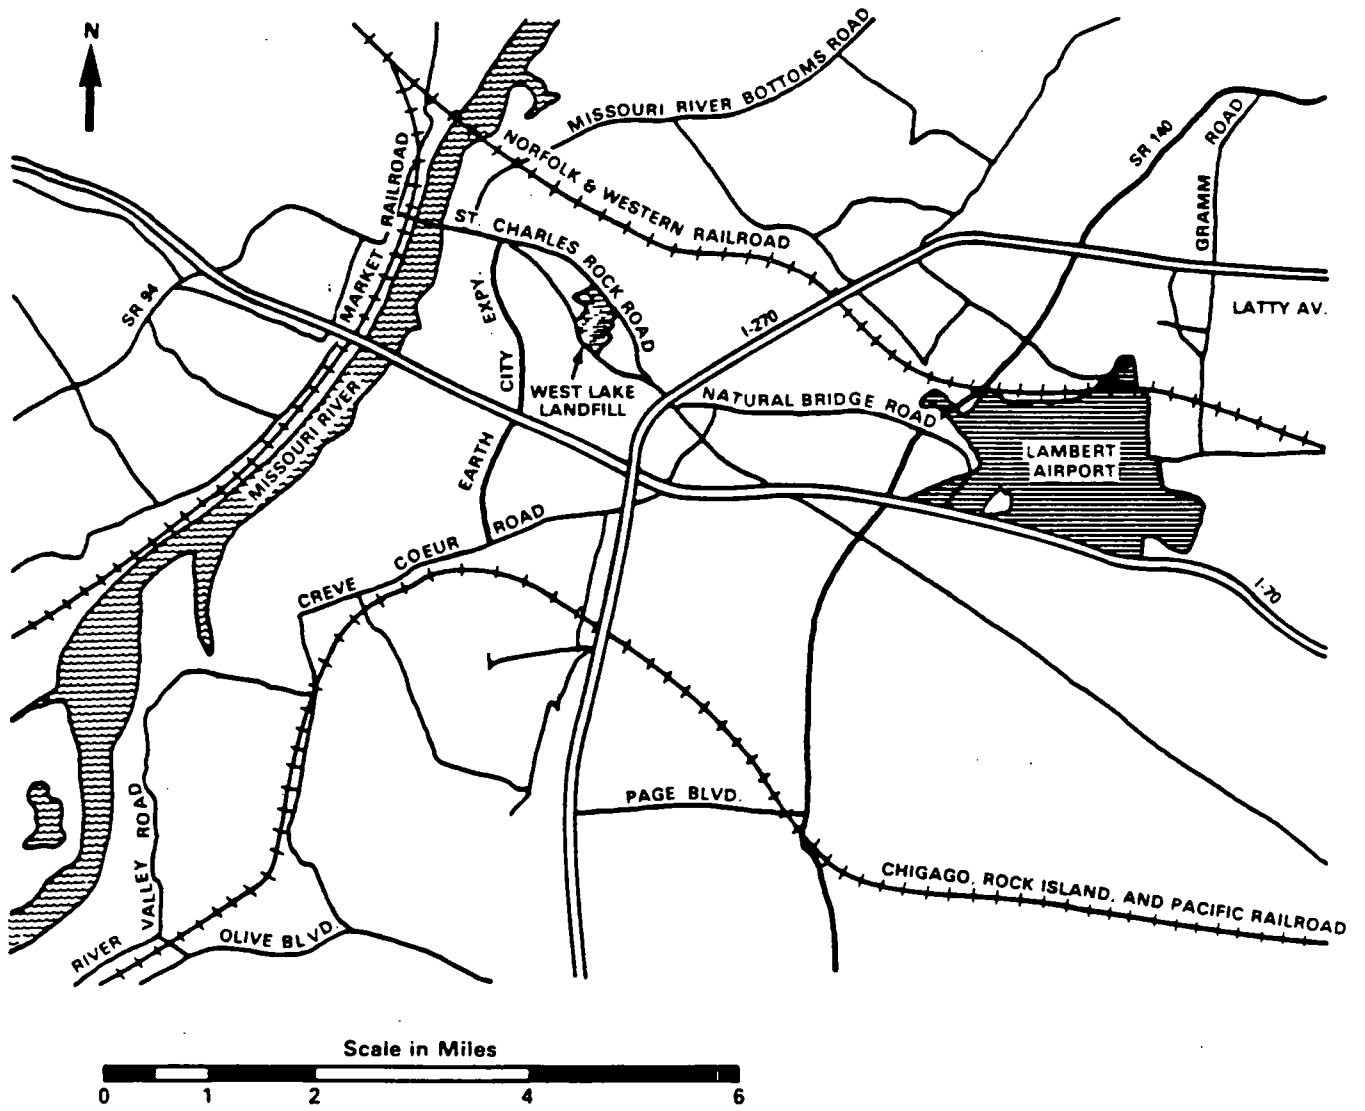 N
MISSOURI RIVER BOTTOMS ROAD
NORFOLK & WESTERN RAILROAD
SR 140
GRAMM ROAD
MARKET RAILROAD
ST. CHARLES ROCK ROAD
SR 94
EARTH CITY EXPY
I-270
LATTY AV.
WEST LAKE
LANDFILL
NATURAL BRIDGE ROAD
MISSOURI RIVER
LAMBERT
AIRPORT
CREVE COEUR ROAD
I-70
PAGE BLVD.
RIVER VALLEY ROAD
OLIVE BLVD.
CHIGAGO, ROCK ISLAND, AND PACIFIC RAILROAD
Scale in Miles
0 1 2 4 6